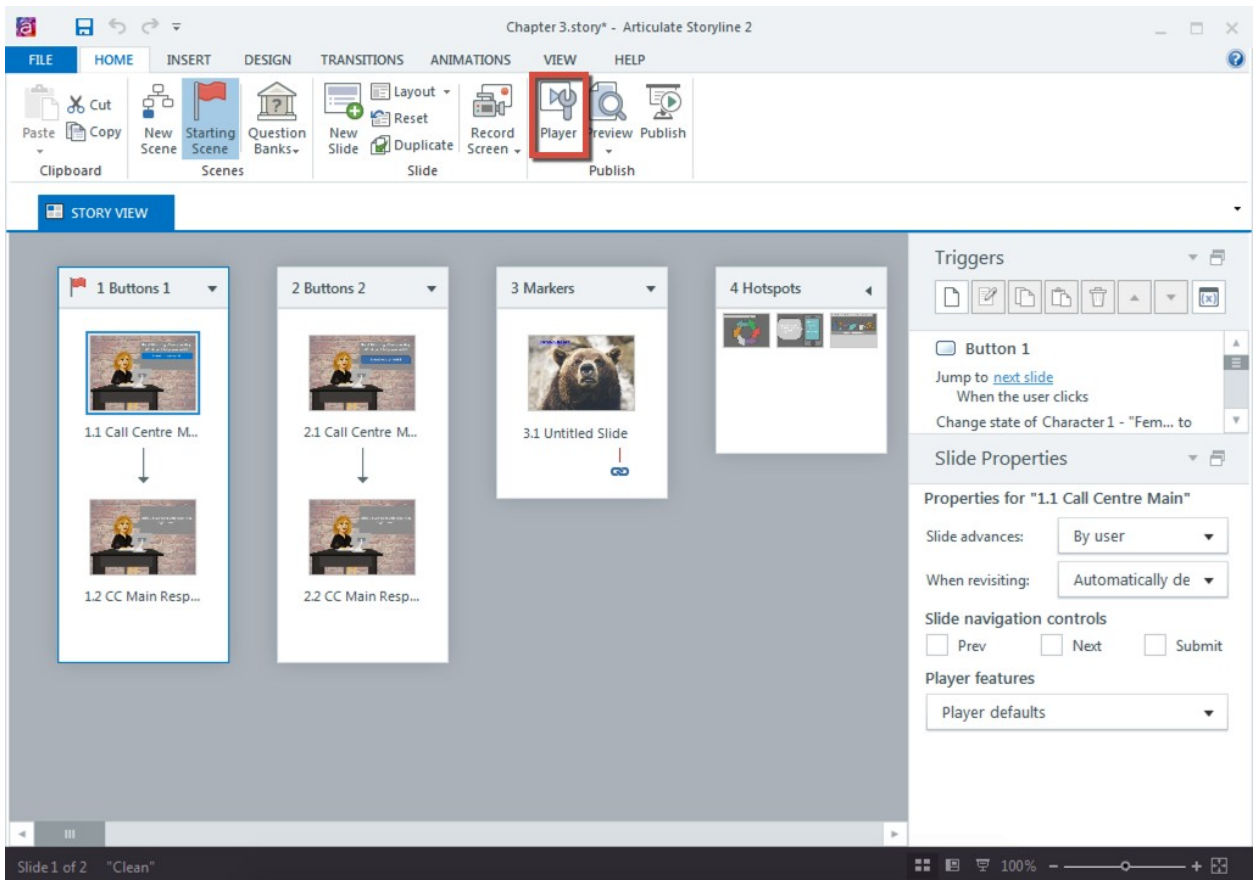 Chapter 3.story* - Articulate Storyline 2
FILE HOME INSERT DESIGN TRANSITIONS ANIMATIONS VIEW HELP
Paste
Cut
Copy
Clipboard
New Scene
Starting Scene
Question Banks
Scenes
New Slide
Layout
Reset
Duplicate
Record Screen
Slide
Player
Preview
Publish
Publish
STORY VIEW
1 Buttons 1
1.1 Call Centre M...
1.2 CC Main Resp...
2 Buttons 2
2.1 Call Centre M...
2.2 CC Main Resp...
3 Markers
3.1 Untitled Slide
4 Hotspots
Triggers
Button 1
Jump to next slide
When the user clicks
Change state of Character 1 - "Fem... to
Slide Properties
Properties for "1.1 Call Centre Main"
Slide advances: By user
When revisiting: Automatically de
Slide navigation controls
Prev Next Submit
Player features
Player defaults
Slide 1 of 2 "Clean"
100%